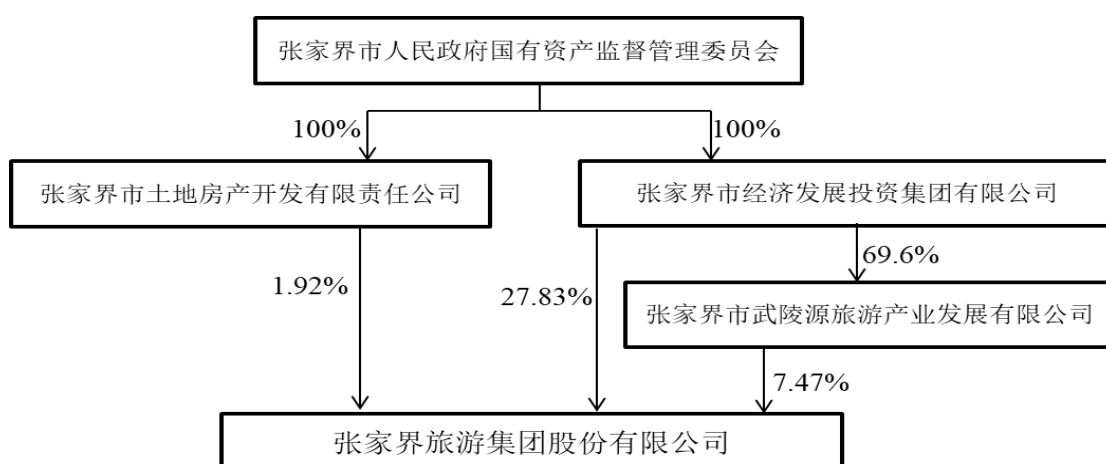 张家界市人民政府国有资产监督管理委员会
100%
100%
张家界市土地房产开发有限责任公司
张家界市经济发展投资集团有限公司
69.6%
1.92%
27.83%
张家界市武陵源旅游产业发展有限公司
7.47%
张家界旅游集团股份有限公司